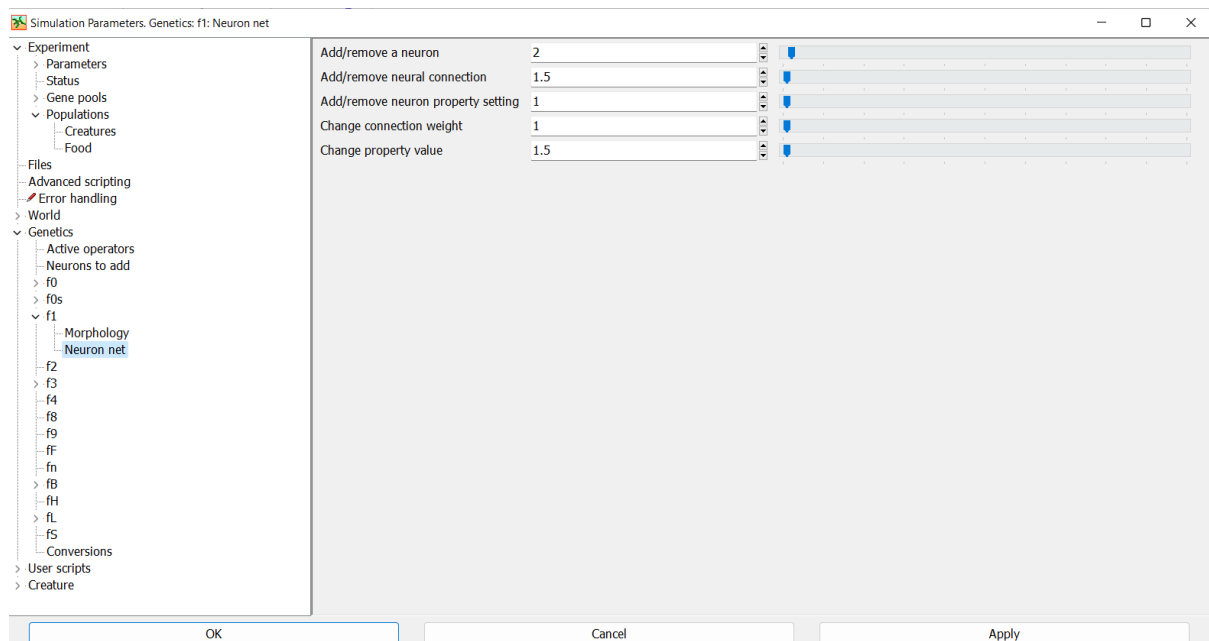 Simulation Parameters. Genetics: f1: Neuron net
Experiment
Parameters
Status
Gene pools
Populations
Creatures
Food
Files
Advanced scripting
Error handling
World
Genetics
Active operators
Neurons to add
f0
f0s
f1
Morphology
Neuron net
f2
f3
f4
f8
f9
fF
fn
fB
fH
fL
fS
Conversions
User scripts
Creature
Add/remove a neuron 2
Add/remove neural connection 1.5
Add/remove neuron property setting 1
Change connection weight 1
Change property value 1.5
OK Cancel Apply